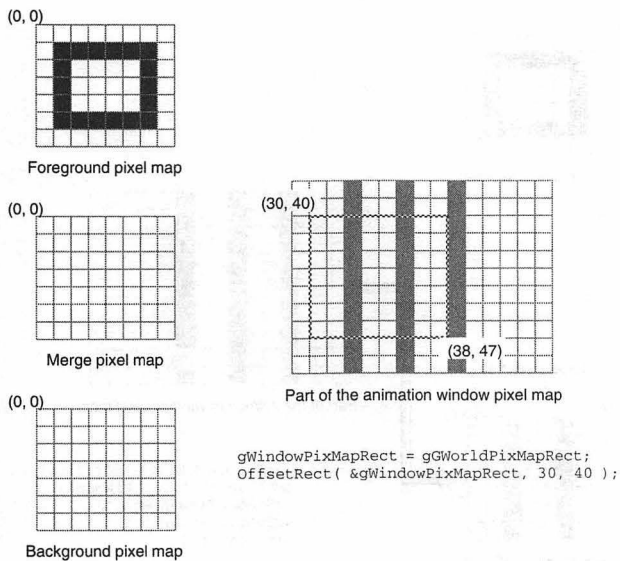 (0, 0)
Foreground pixel map
(0, 0)
Merge pixel map
(0, 0)
Background pixel map
(30, 40)
(38, 47)
Part of the animation window pixel map
gWindowPixMapRect = gGWorldPixMapRect;
OffsetRect( &gWindowPixMapRect, 30, 40 );